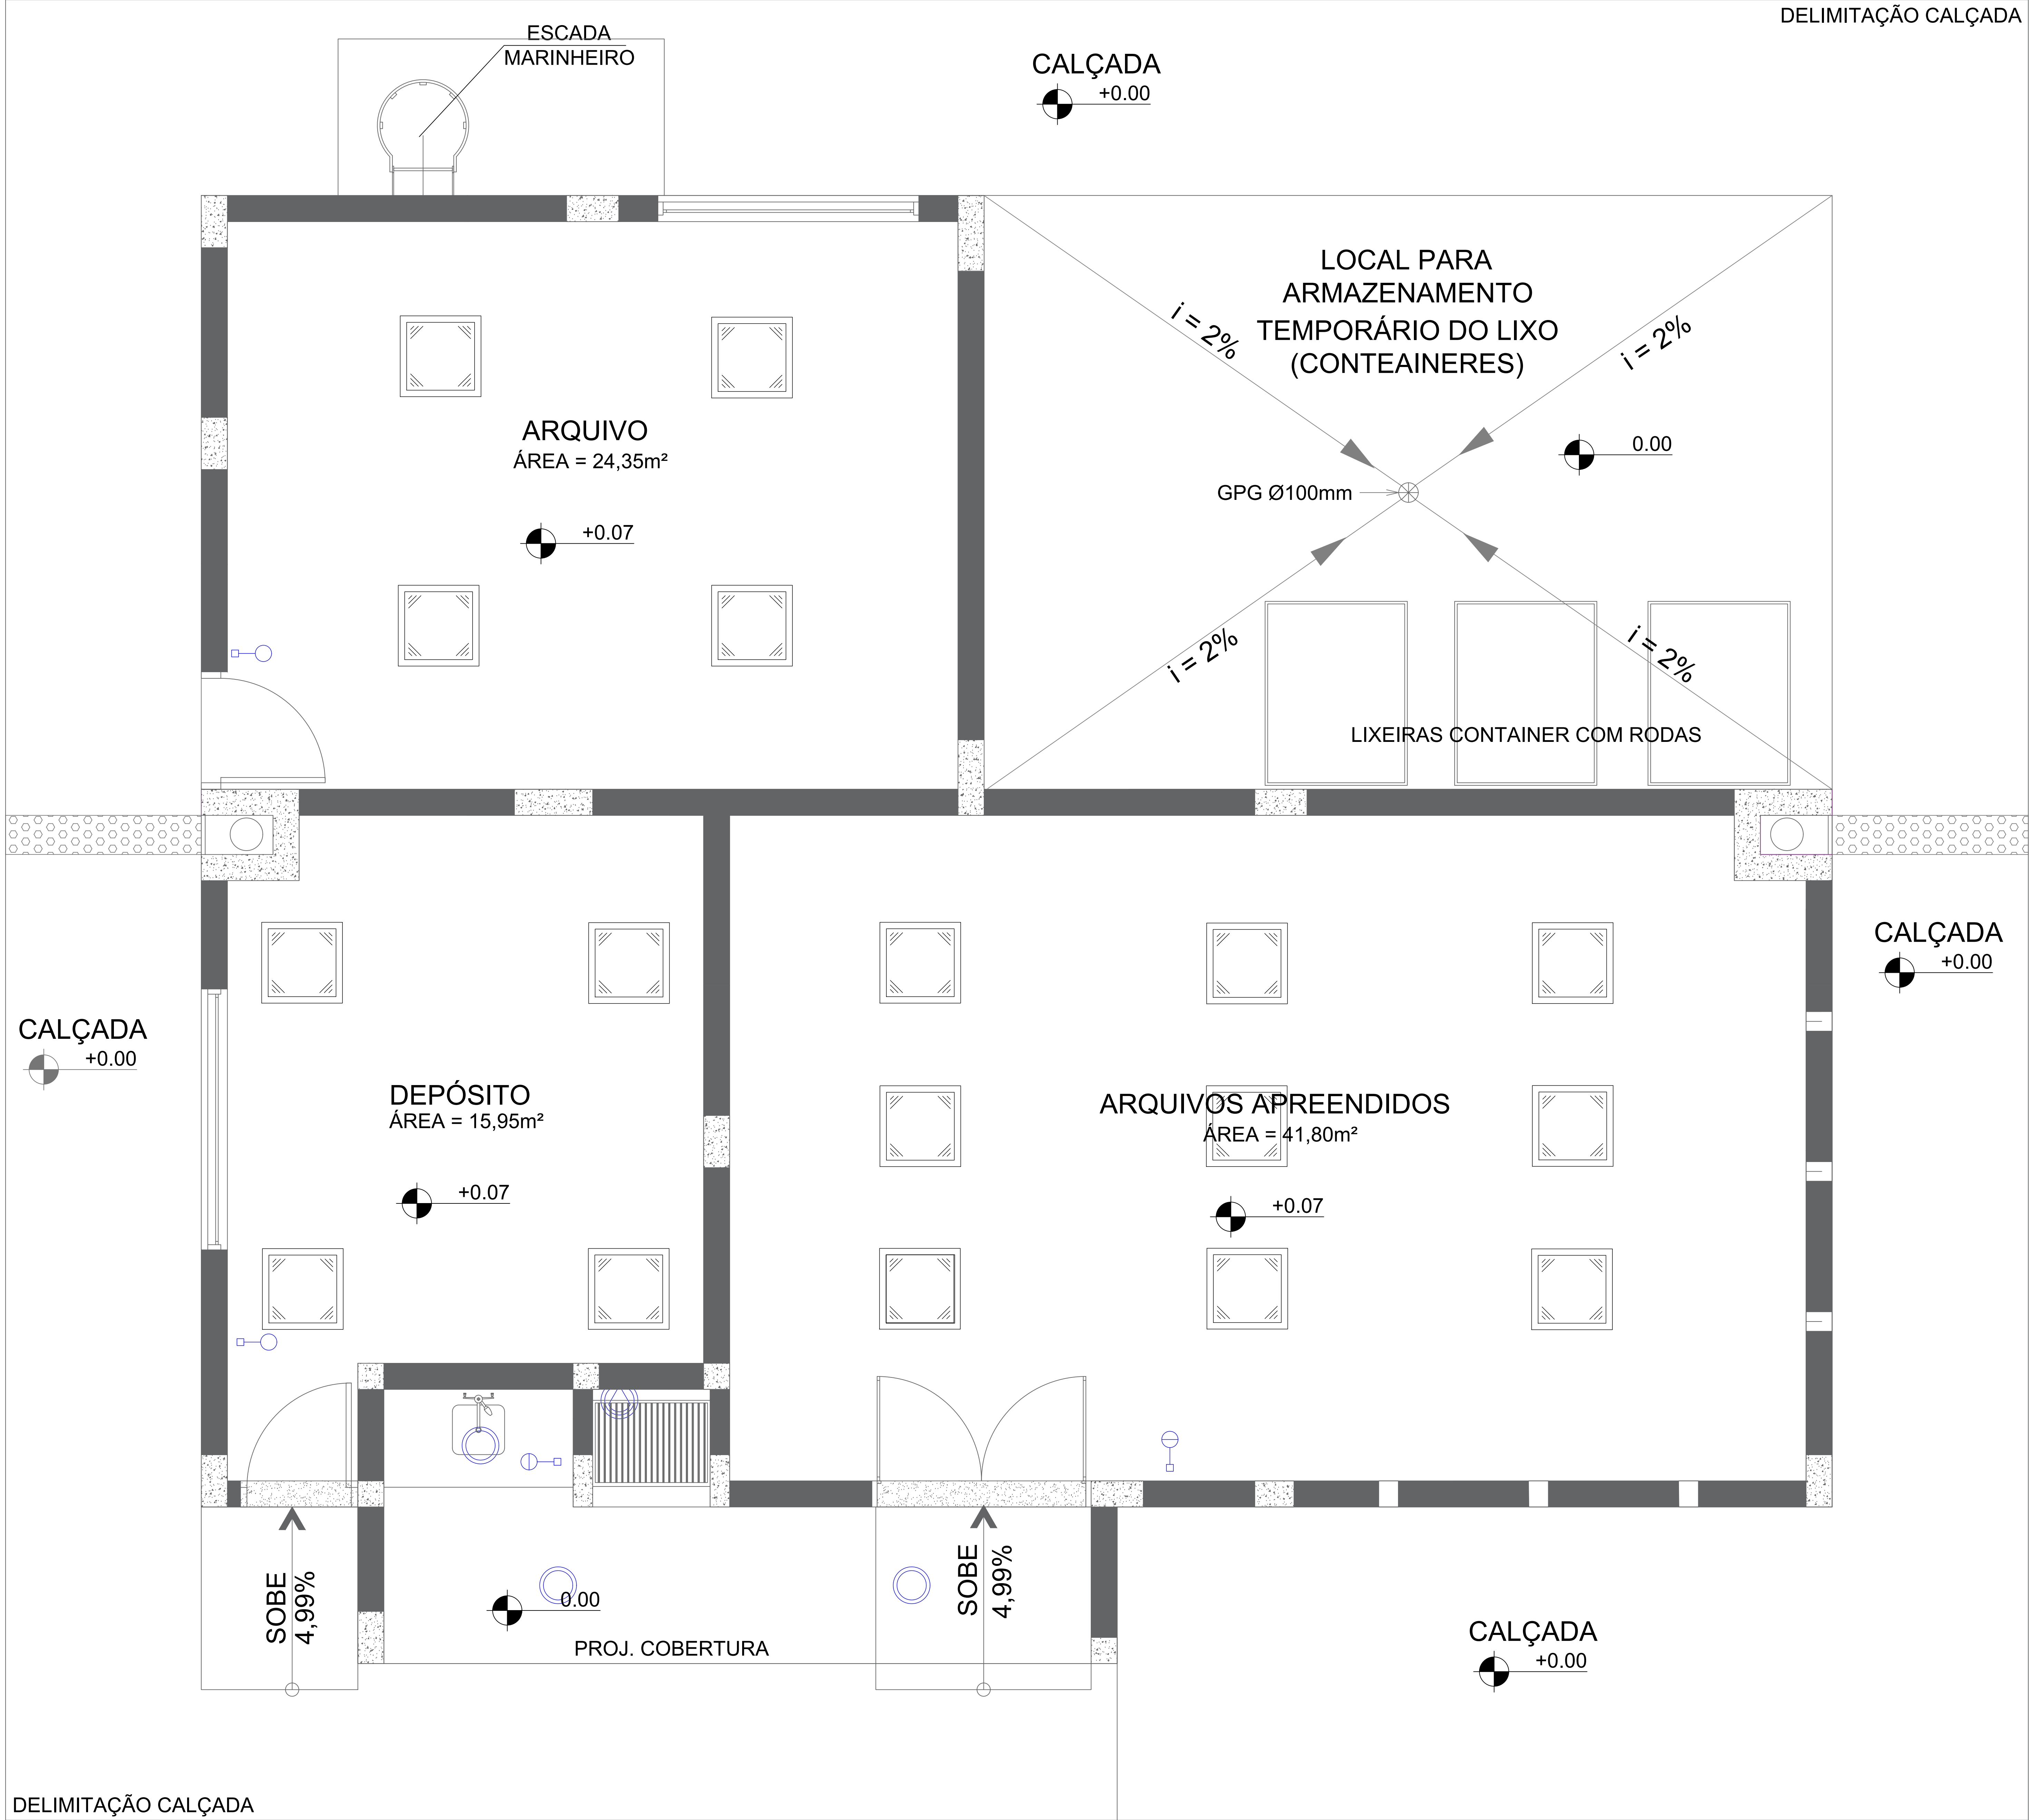 DELIMITAÇÃO CALÇADA
ESCADA
MARINHEIRO
CALÇADA
+0.00
LOCAL PARA
ARMAZENAMENTO
TEMPORÁRIO DO LIXO
(CONTEAINERES)
i = 2%
i = 2%
ARQUIVO
ÁREA = 24,35m²
0.00
GPG Ø100mm
+0.07
i = 2%
i = 2%
LIXEIRAS CONTAINER COM RODAS
CALÇADA
+0.00
CALÇADA
+0.00
DEPÓSITO
ÁREA = 15,95m²
ARQUIVOS APREENDIDOS
ÁREA = 41,80m²
+0.07
+0.07
SOBE
4,99%
0.00
SOBE
4,99%
PROJ. COBERTURA
CALÇADA
+0.00
DELIMITAÇÃO CALÇADA